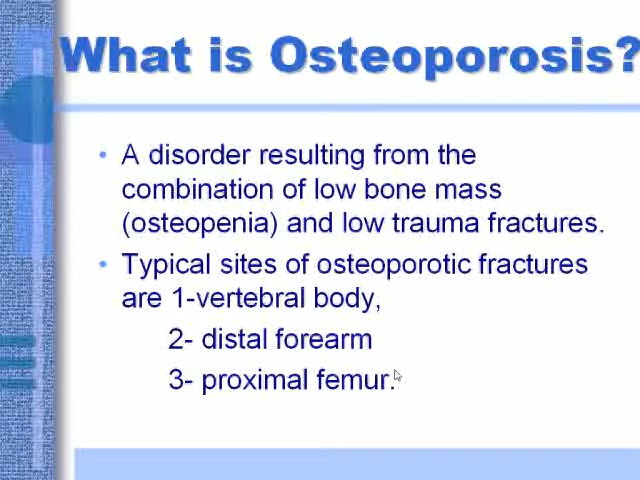 What is Osteoporosis?
• A disorder resulting from the
combination of low bone mass
(osteopenia) and low trauma fractures.
• Typical sites of osteoporotic fractures
are 1-vertebral body,
2- distal forearm
3- proximal femur.